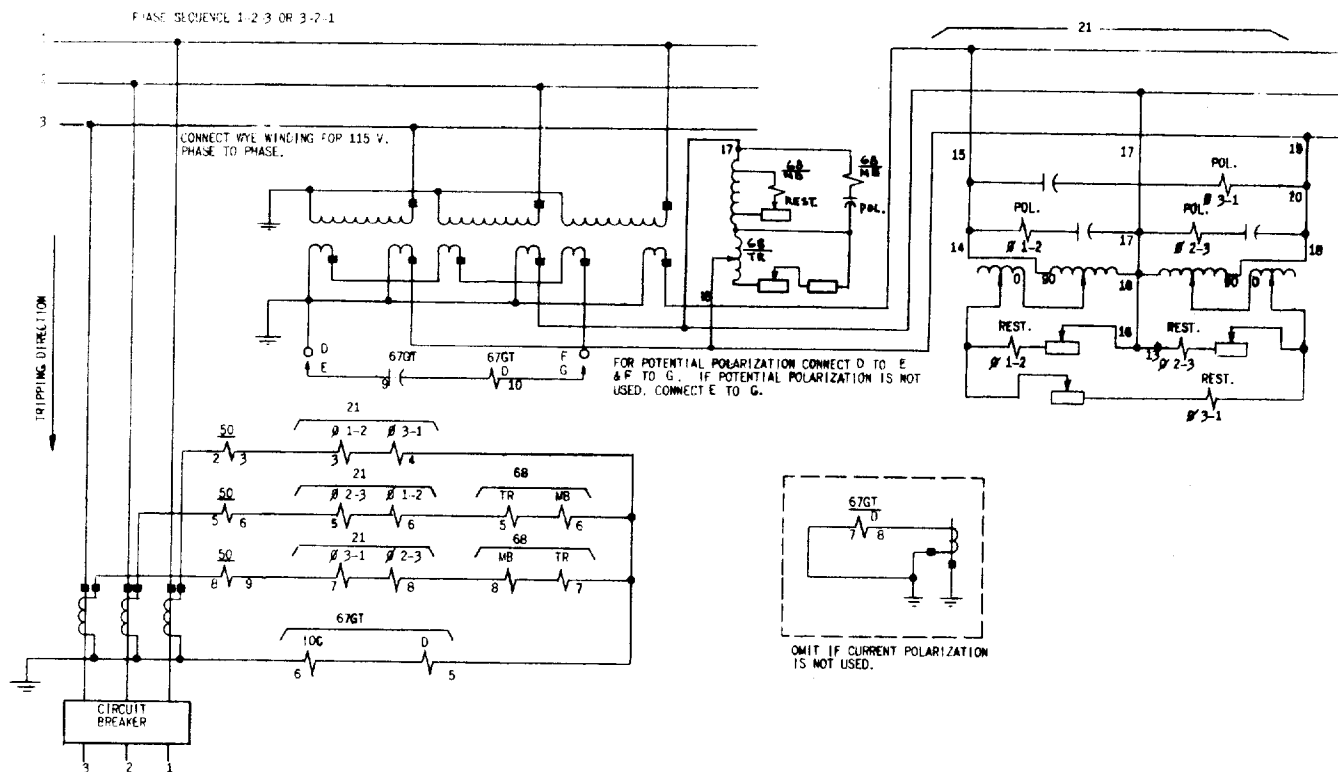 PHASE SEQUENCE 1-2-3 OR 3-2-1
1
2
3
CONNECT WYE WINDING FOR 115 V.
PHASE TO PHASE.
TRIPPING DIRECTION
21
15
17
19
POL.
Ø 3-1
20
POL.
Ø 1-2
POL.
Ø 2-3
14
17
18
0
90
18
90
0
16
REST.
Ø 1-2
13
REST.
Ø 2-3
REST.
Ø 3-1
17
68
MB
REST.
68
MB
POL.
68
TR
18
D
E
67GT
9
67GT
D
10
F
G
FOR POTENTIAL POLARIZATION CONNECT D TO E
& F TO G. IF POTENTIAL POLARIZATION IS NOT
USED, CONNECT E TO G.
50
2 3
21
Ø 1-2 Ø 3-1
3 4
50
5 6
21
Ø 2-3 Ø 1-2
5 6
68
TR MB
5 6
50
8 9
21
Ø 3-1 Ø 2-3
7 8
68
MB TR
8 7
67GT
IOC D
6 5
67GT
D
7 8
OMIT IF CURRENT POLARIZATION
IS NOT USED.
CIRCUIT
BREAKER
3 2 1